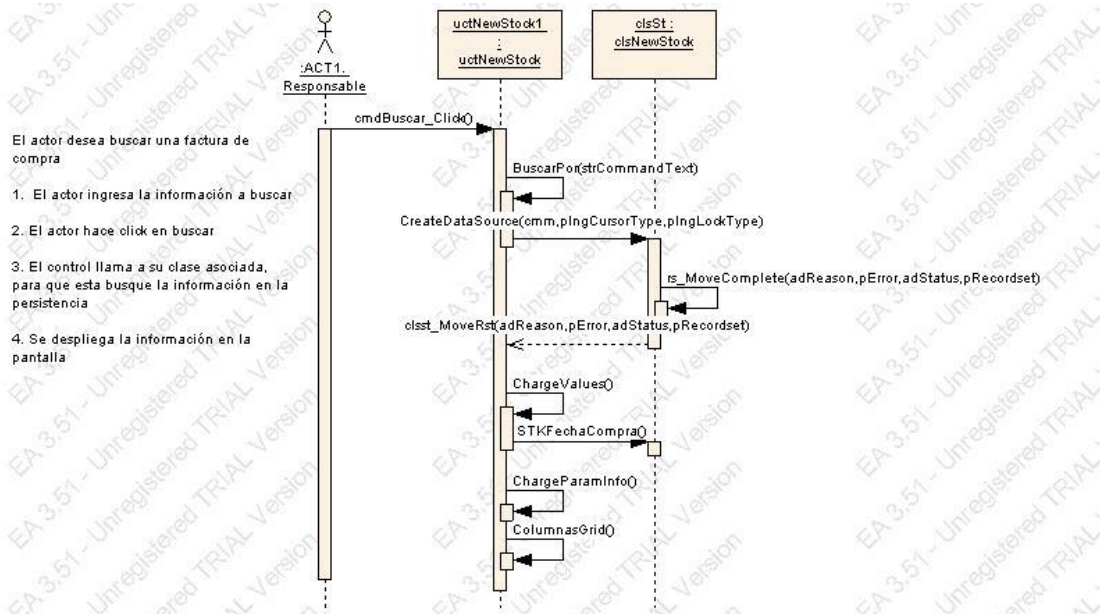 :ACT1.
Responsable
uctNewStock1
:
uctNewStock
clsSt :
clsNewStock
cmdBuscar_Click()
El actor desea buscar una factura de
compra
1. El actor ingresa la información a buscar
2. El actor hace click en buscar
3. El control llama a su clase asociada,
para que esta busque la información en la
persistencia
4. Se despliega la información en la
pantalla
BuscarPor(strCommandText)
CreateDataSource(cmm,plngCursorType,plngLockType)
rs_MoveComplete(adReason,pError,adStatus,pRecordset)
clsst_MoveRst(adReason,pError,adStatus,pRecordset)
ChargeValues()
STKFechaCompra()
ChargeParamInfo()
ColumnasGrid()
EA 3.51 - Unregistered TRIAL Version